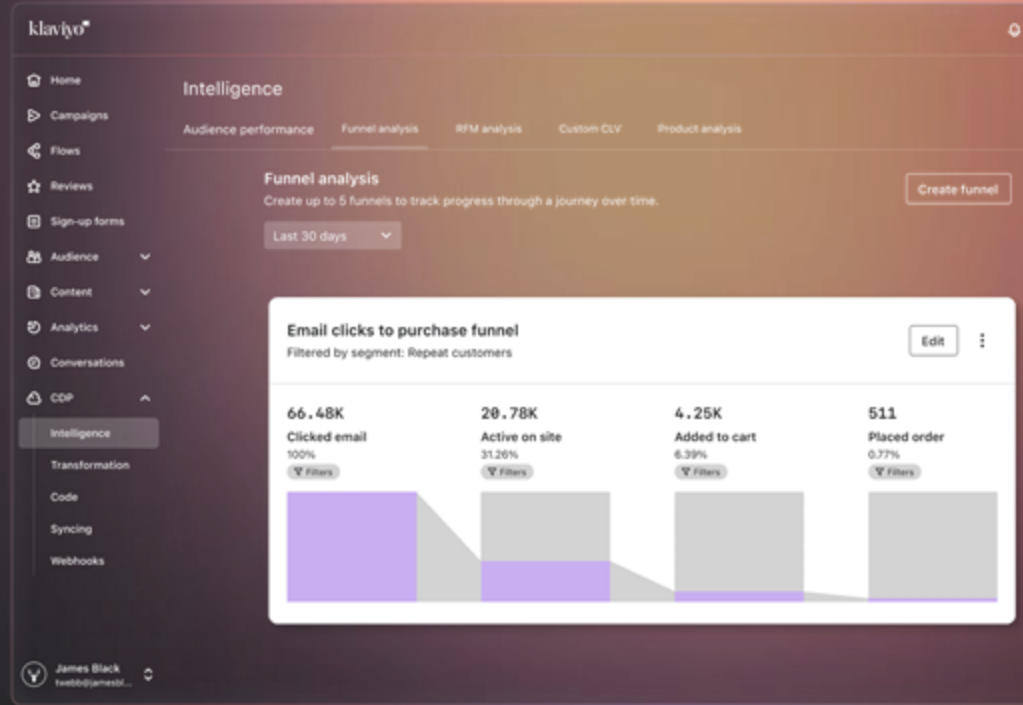 klaviyo
Home
Campaigns
Flows
Reviews
Sign-up forms
Audience
Content
Analytics
Conversations
CDP
Intelligence
Transformation
Code
Syncing
Webhooks
James Black
twebb@jamesbl...
Intelligence
Audience performance Funnel analysis RFM analysis Custom CLV Product analysis
Funnel analysis
Create up to 5 funnels to track progress through a journey over time.
Create funnel
Last 30 days
Email clicks to purchase funnel
Filtered by segment: Repeat customers
Edit
66.48K
Clicked email
100%
Filters
20.78K
Active on site
31.26%
Filters
4.25K
Added to cart
6.39%
Filters
511
Placed order
0.77%
Filters